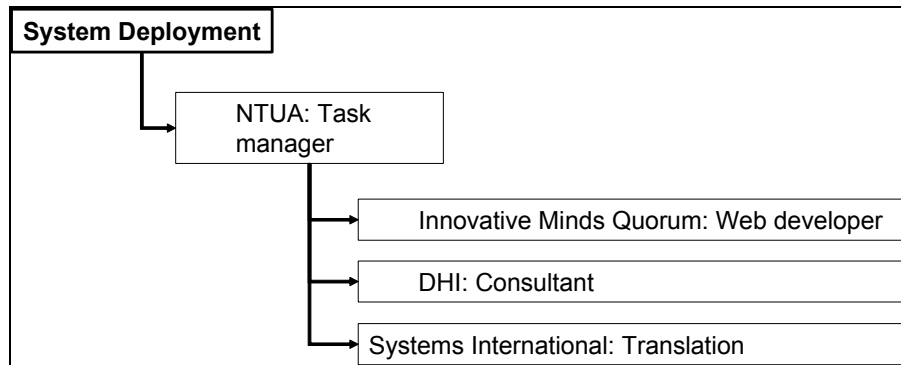 System Deployment
NTUA: Task
manager
Innovative Minds Quorum: Web developer
DHI: Consultant
Systems International: Translation